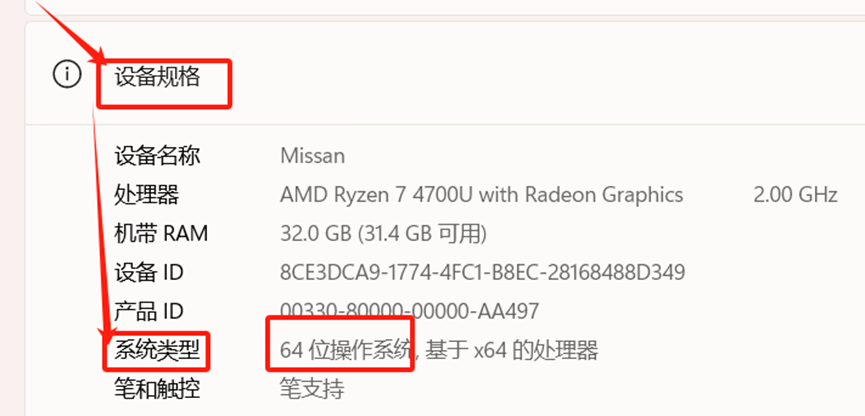 设备规格
设备名称 Missan
处理器 AMD Ryzen 7 4700U with Radeon Graphics 2.00 GHz
机带 RAM 32.0 GB (31.4 GB 可用)
设备 ID 8CE3DCA9-1774-4FC1-B8EC-28168488D349
产品 ID 00330-80000-00000-AA497
系统类型 64 位操作系统, 基于 x64 的处理器
笔和触控 笔支持